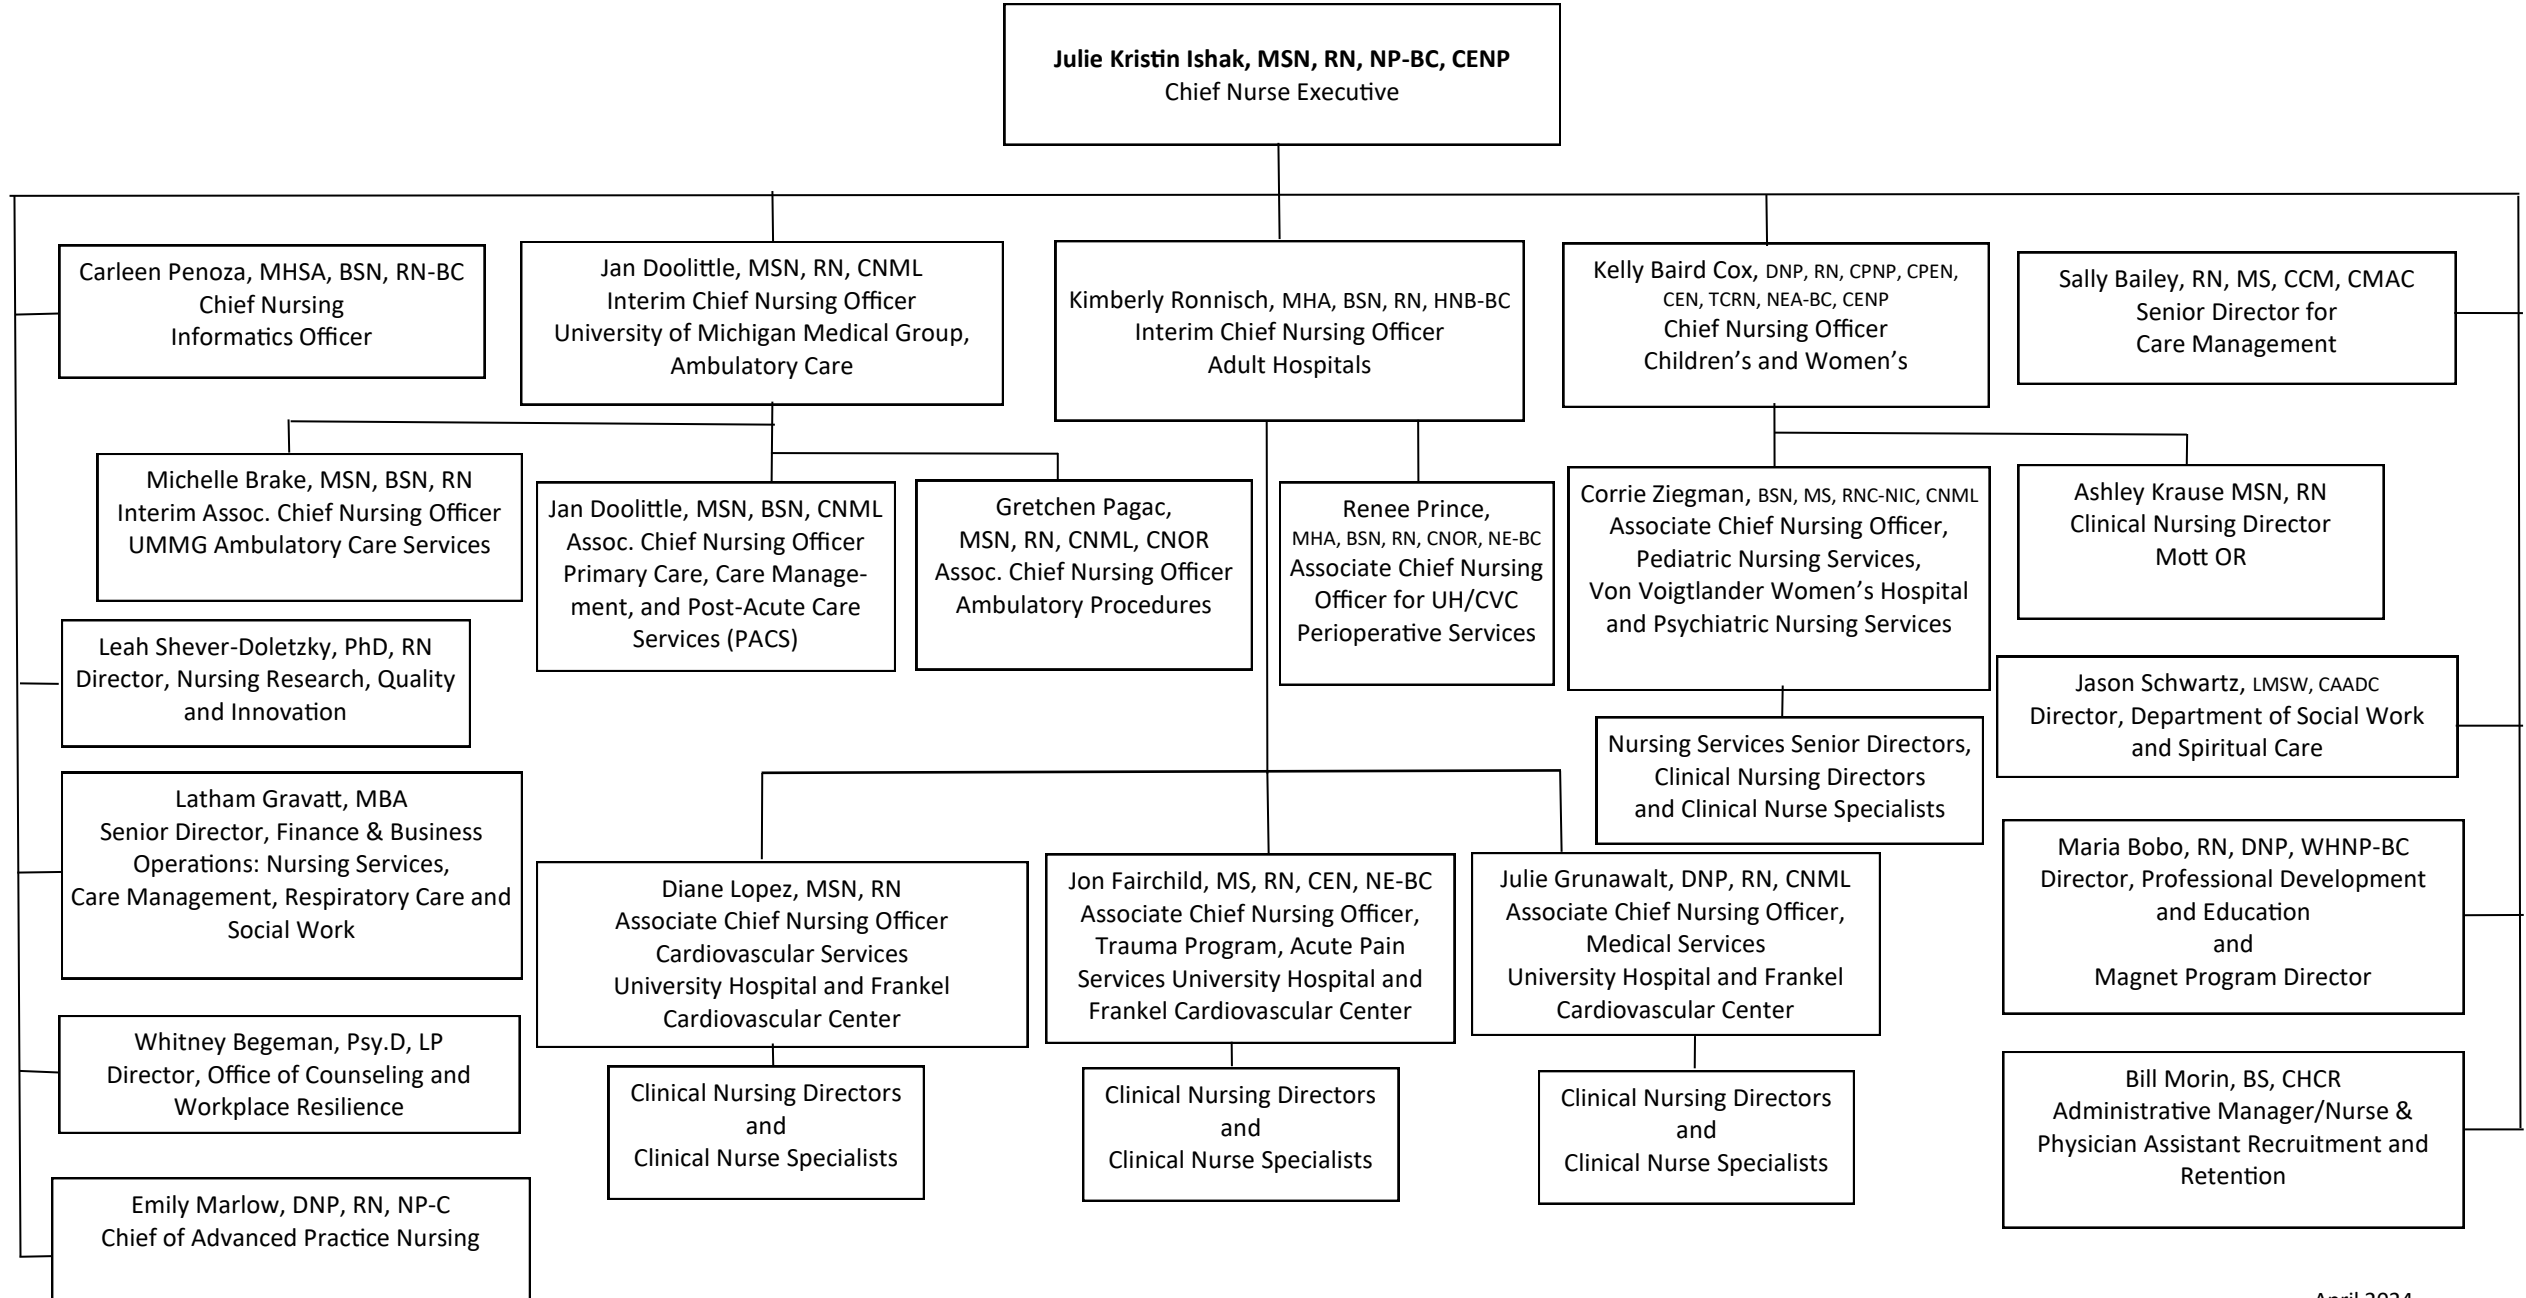 Julie Kristin Ishak, MSN, RN, NP-BC, CENP
Chief Nurse Executive
Carleen Penoza, MHSA, BSN, RN-BC
Chief Nursing
Informatics Officer
Jan Doolittle, MSN, RN, CNML
Interim Chief Nursing Officer
University of Michigan Medical Group,
Ambulatory Care
Kimberly Ronnisch, MHA, BSN, RN, HNB-BC
Interim Chief Nursing Officer
Adult Hospitals
Kelly Baird Cox, DNP, RN, CPNP, CPEN,
CEN, TCRN, NEA-BC, CENP
Chief Nursing Officer
Children’s and Women’s
Sally Bailey, RN, MS, CCM, CMAC
Senior Director for
Care Management
Michelle Brake, MSN, BSN, RN
Interim Assoc. Chief Nursing Officer
UMMG Ambulatory Care Services
Jan Doolittle, MSN, BSN, CNML
Assoc. Chief Nursing Officer
Primary Care, Care Manage-
ment, and Post-Acute Care
Services (PACS)
Gretchen Pagac,
MSN, RN, CNML, CNOR
Assoc. Chief Nursing Officer
Ambulatory Procedures
Renee Prince,
MHA, BSN, RN, CNOR, NE-BC
Associate Chief Nursing
Officer for UH/CVC
Perioperative Services
Corrie Ziegman, BSN, MS, RNC-NIC, CNML
Associate Chief Nursing Officer,
Pediatric Nursing Services,
Von Voigtlander Women’s Hospital
and Psychiatric Nursing Services
Ashley Krause MSN, RN
Clinical Nursing Director
Mott OR
Leah Shever-Doletzky, PhD, RN
Director, Nursing Research, Quality
and Innovation
Jason Schwartz, LMSW, CAADC
Director, Department of Social Work
and Spiritual Care
Nursing Services Senior Directors,
Clinical Nursing Directors
and Clinical Nurse Specialists
Latham Gravatt, MBA
Senior Director, Finance & Business
Operations: Nursing Services,
Care Management, Respiratory Care and
Social Work
Diane Lopez, MSN, RN
Associate Chief Nursing Officer
Cardiovascular Services
University Hospital and Frankel
Cardiovascular Center
Jon Fairchild, MS, RN, CEN, NE-BC
Associate Chief Nursing Officer,
Trauma Program, Acute Pain
Services University Hospital and
Frankel Cardiovascular Center
Julie Grunawalt, DNP, RN, CNML
Associate Chief Nursing Officer,
Medical Services
University Hospital and Frankel
Cardiovascular Center
Maria Bobo, RN, DNP, WHNP-BC
Director, Professional Development
and Education
and
Magnet Program Director
Whitney Begeman, Psy.D, LP
Director, Office of Counseling and
Workplace Resilience
Clinical Nursing Directors
and
Clinical Nurse Specialists
Clinical Nursing Directors
and
Clinical Nurse Specialists
Clinical Nursing Directors
and
Clinical Nurse Specialists
Bill Morin, BS, CHCR
Administrative Manager/Nurse &
Physician Assistant Recruitment and
Retention
Emily Marlow, DNP, RN, NP-C
Chief of Advanced Practice Nursing
April 2024